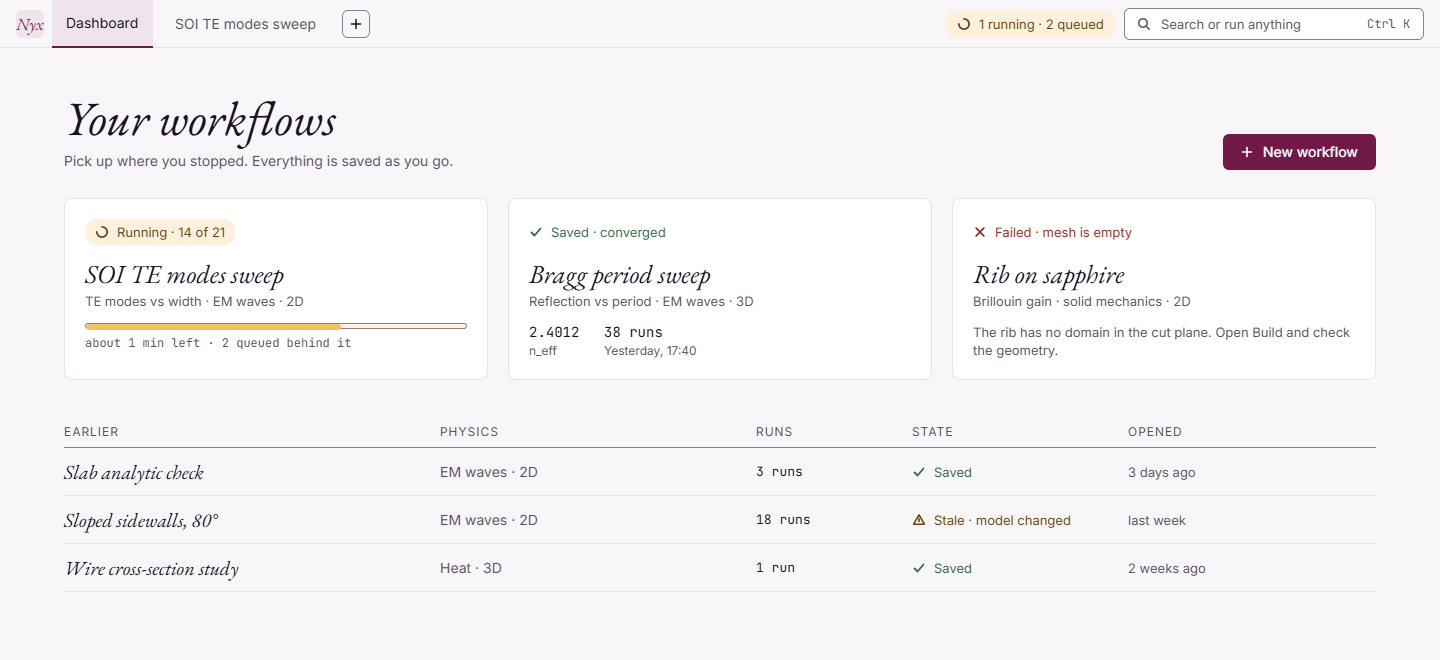 Nyx
Dashboard
SOI TE modes sweep
1 running · 2 queued
Search or run anything
Ctrl K
Your workflows
Pick up where you stopped. Everything is saved as you go.
New workflow
Running · 14 of 21
SOI TE modes sweep
TE modes vs width · EM waves · 2D
about 1 min left · 2 queued behind it
Saved · converged
Bragg period sweep
Reflection vs period · EM waves · 3D
2.4012 38 runs
n_eff Yesterday, 17:40
Failed · mesh is empty
Rib on sapphire
Brillouin gain · solid mechanics · 2D
The rib has no domain in the cut plane. Open Build and check
the geometry.
EARLIER PHYSICS RUNS STATE OPENED
Slab analytic check EM waves · 2D 3 runs Saved 3 days ago
Sloped sidewalls, 80° EM waves · 2D 18 runs Stale · model changed last week
Wire cross-section study Heat · 3D 1 run Saved 2 weeks ago